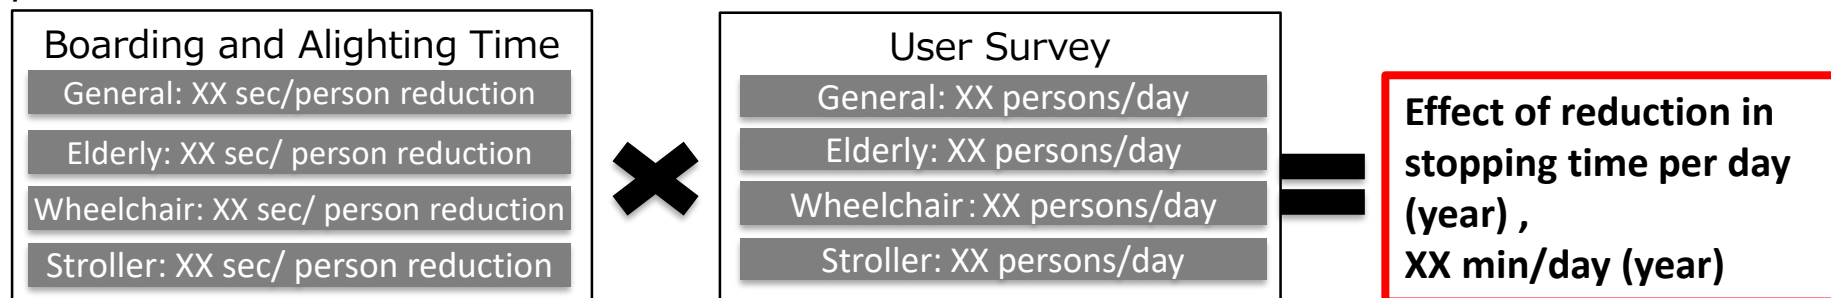 Boarding and Alighting Time
General: XX sec/person reduction
Elderly: XX sec/ person reduction
Wheelchair: XX sec/ person reduction
Stroller: XX sec/ person reduction
User Survey
General: XX persons/day
Elderly: XX persons/day
Wheelchair：XX persons/day
Stroller: XX persons/day
Effect of reduction in
stopping time per day
(year) ,
XX min/day (year)